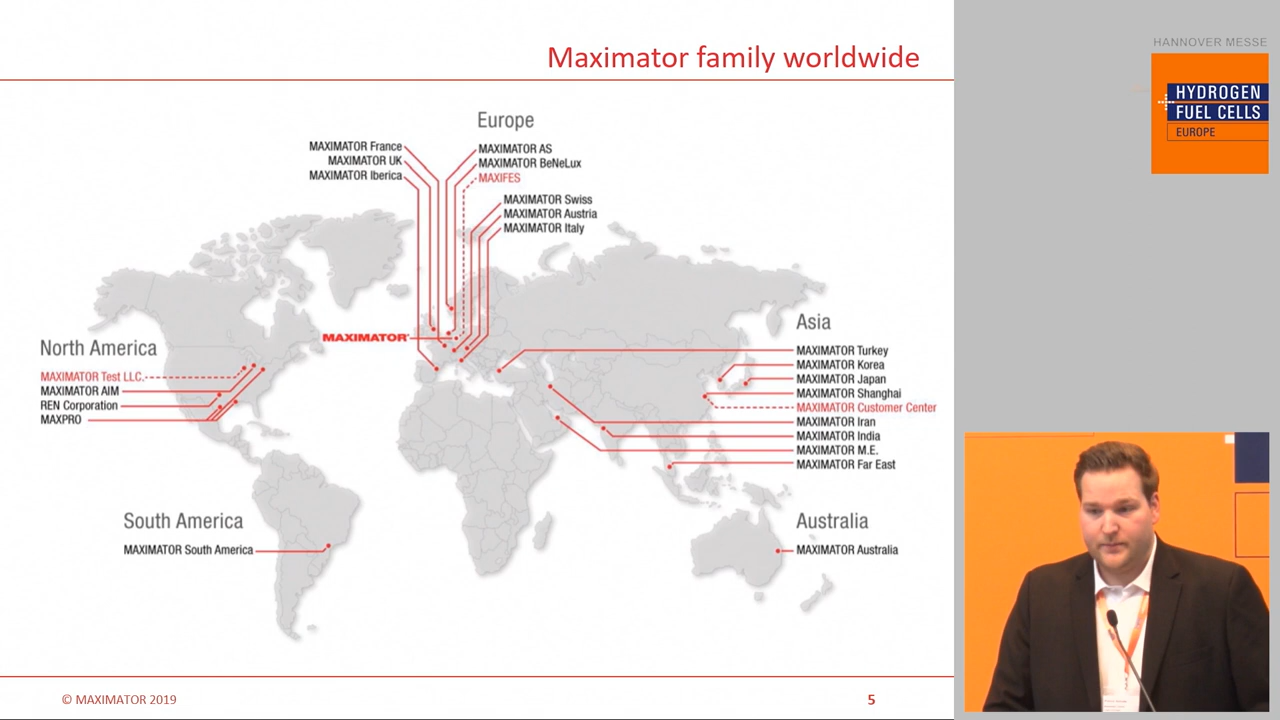 Maximator family worldwide
Europe
MAXIMATOR France
MAXIMATOR UK
MAXIMATOR Iberica
MAXIMATOR AS
MAXIMATOR BeNeLux
MAXIFES
MAXIMATOR Swiss
MAXIMATOR Austria
MAXIMATOR Italy
MAXIMATOR
North America
MAXIMATOR Test LLC.
MAXIMATOR AIM
REN Corporation
MAXPRO
Asia
MAXIMATOR Turkey
MAXIMATOR Korea
MAXIMATOR Japan
MAXIMATOR Shanghai
MAXIMATOR Customer Center
MAXIMATOR Iran
MAXIMATOR India
MAXIMATOR M.E.
MAXIMATOR Far East
South America
MAXIMATOR South America
Australia
MAXIMATOR Australia
© MAXIMATOR 2019
5
HANNOVER MESSE
HYDROGEN
FUEL CELLS
EUROPE